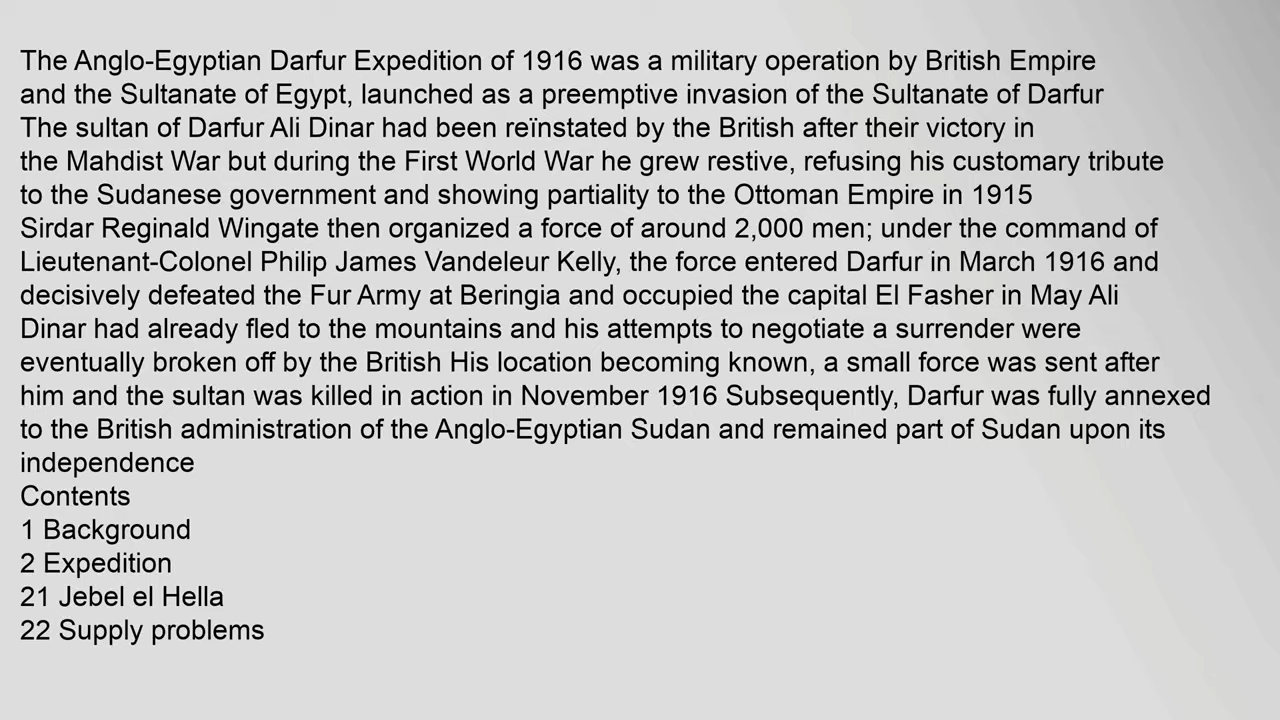 The Anglo-Egyptian Darfur Expedition of 1916 was a military operation by British Empire
and the Sultanate of Egypt, launched as a preemptive invasion of the Sultanate of Darfur
The sultan of Darfur Ali Dinar had been reïnstated by the British after their victory in
the Mahdist War but during the First World War he grew restive, refusing his customary tribute
to the Sudanese government and showing partiality to the Ottoman Empire in 1915
Sirdar Reginald Wingate then organized a force of around 2,000 men; under the command of
Lieutenant-Colonel Philip James Vandeleur Kelly, the force entered Darfur in March 1916 and
decisively defeated the Fur Army at Beringia and occupied the capital El Fasher in May Ali
Dinar had already fled to the mountains and his attempts to negotiate a surrender were
eventually broken off by the British His location becoming known, a small force was sent after
him and the sultan was killed in action in November 1916 Subsequently, Darfur was fully annexed
to the British administration of the Anglo-Egyptian Sudan and remained part of Sudan upon its
independence
Contents
1 Background
2 Expedition
21 Jebel el Hella
22 Supply problems